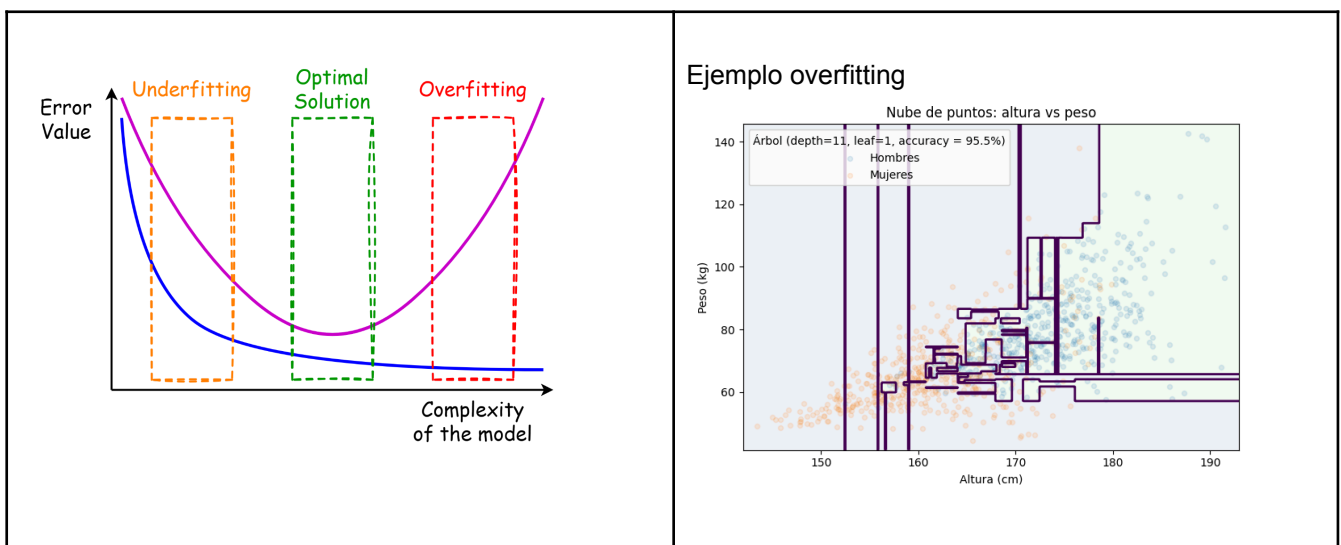 Underfitting
Optimal
Solution
Overfitting
Error
Value
Complexity
of the model
Ejemplo overfitting
Nube de puntos: altura vs peso
Árbol (depth=11, leaf=1, accuracy = 95.5%)
Hombres
Mujeres
140
120
100
80
60
Peso (kg)
150
160
170
180
190
Altura (cm)